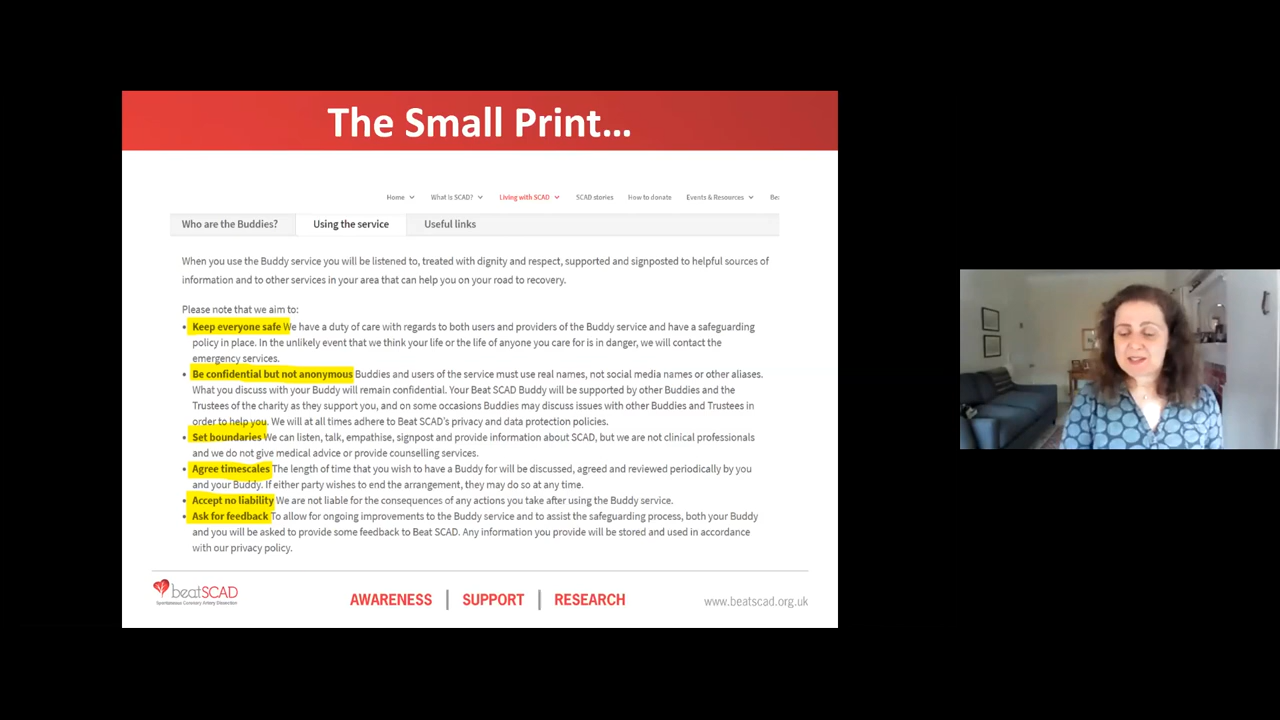 The Small Print...
Home What is SCAD? Living with SCAD SCAD stories How to donate Events & Resources Be
Who are the Buddies? Using the service Useful links
When you use the Buddy service you will be listened to, treated with dignity and respect, supported and signposted to helpful sources of
information and to other services in your area that can help you on your road to recovery.
Please note that we aim to:
• Keep everyone safe We have a duty of care with regards to both users and providers of the Buddy service and have a safeguarding
policy in place. In the unlikely event that we think your life or the life of anyone you care for is in danger, we will contact the
emergency services.
• Be confidential but not anonymous Buddies and users of the service must use real names, not social media names or other aliases.
What you discuss with your Buddy will remain confidential. Your Beat SCAD Buddy will be supported by other Buddies and the
Trustees of the charity as they support you, and on some occasions Buddies may discuss issues with other Buddies and Trustees in
order to help you. We will at all times adhere to Beat SCAD's privacy and data protection policies.
• Set boundaries We can listen, talk, empathise, signpost and provide information about SCAD, but we are not clinical professionals
and we do not give medical advice or provide counselling services.
• Agree timescales The length of time that you wish to have a Buddy for will be discussed, agreed and reviewed periodically by you
and your Buddy. If either party wishes to end the arrangement, they may do so at any time.
• Accept no liability We are not liable for the consequences of any actions you take after using the Buddy service.
• Ask for feedback To allow for ongoing improvements to the Buddy service and to assist the safeguarding process, both your Buddy
and you will be asked to provide some feedback to Beat SCAD. Any information you provide will be stored and used in accordance
with our privacy policy.
beatSCAD
Spontaneous Coronary Artery Dissection
AWARENESS | SUPPORT | RESEARCH
www.beatscad.org.uk